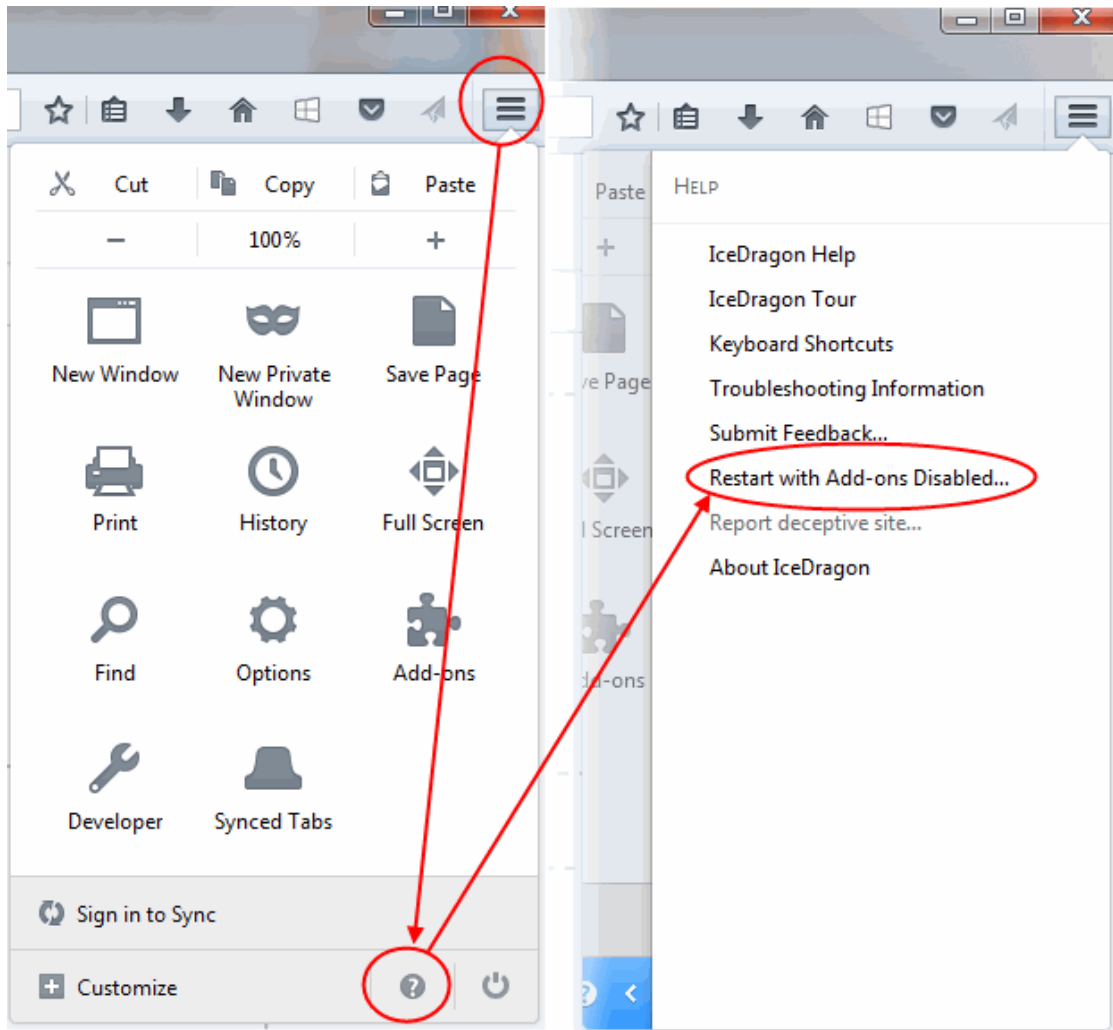 Cut Copy Paste
− 100% +
New Window New Private Window Save Page
Print History Full Screen
Find Options Add-ons
Developer Synced Tabs
Sign in to Sync
Customize
Paste
+
ve Page
l Screen
dd-ons
HELP
IceDragon Help
IceDragon Tour
Keyboard Shortcuts
Troubleshooting Information
Submit Feedback...
Restart with Add-ons Disabled...
Report deceptive site...
About IceDragon